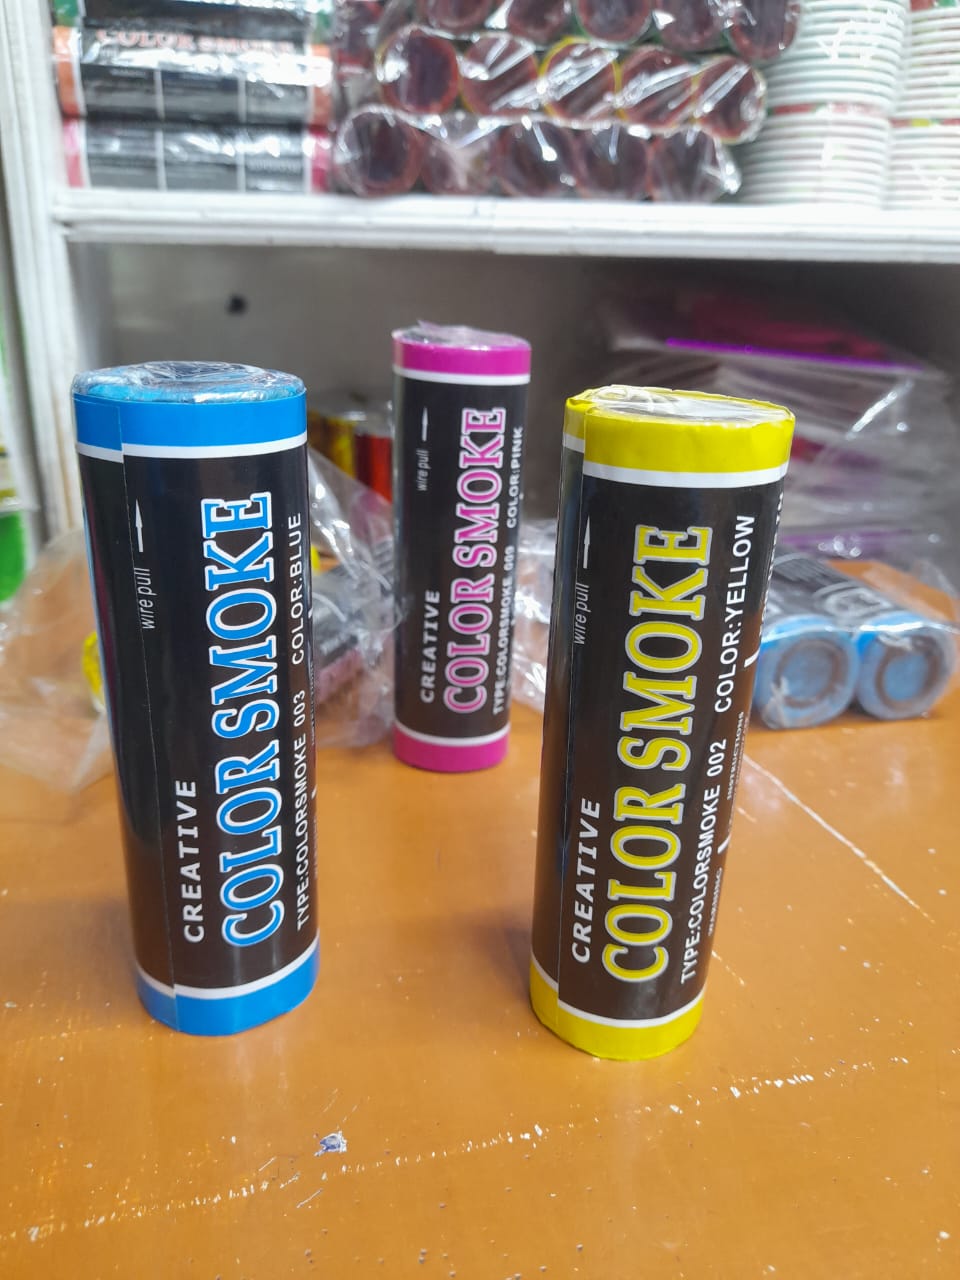 COLOR SMOKE
wire pull
CREATIVE
COLOR SMOKE
TYPE:COLORSMOKE 003 COLOR:BLUE
wire pull
CREATIVE
COLOR SMOKE
TYPE:COLORSMOKE 009 COLOR:PINK
wire pull
CREATIVE
COLOR SMOKE
TYPE:COLORSMOKE 002 COLOR:YELLOW
WARNING
INSTRUCTIONS